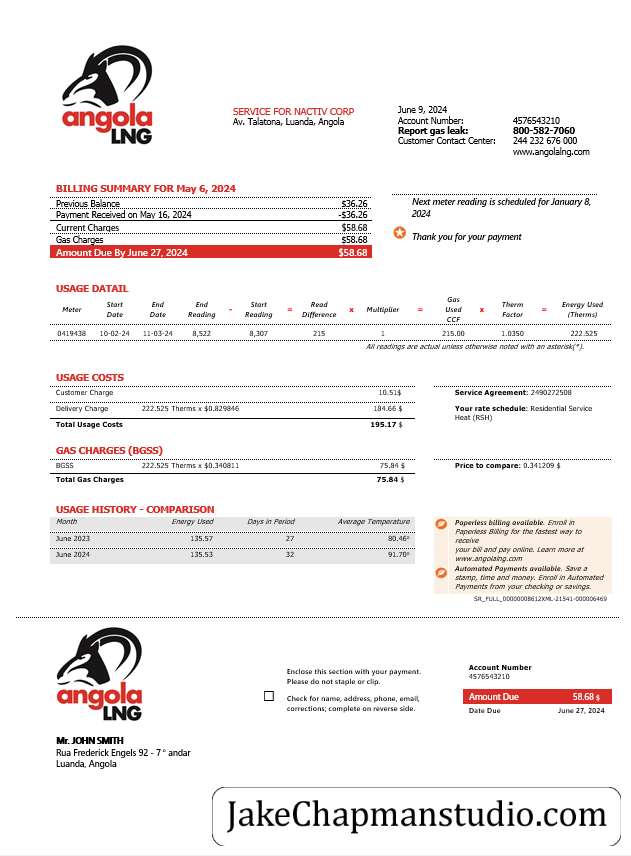 angola
LNG
SERVICE FOR NACTIV CORP
Av. Talatona, Luanda, Angola
June 9, 2024
Account Number: 4576543210
Report gas leak: 800-582-7060
Customer Contact Center: 244 232 676 000
www.angolalng.com
BILLING SUMMARY FOR May 6, 2024
Previous Balance $36.26
Payment Received on May 16, 2024 -$36.26
Current Charges $58.68
Gas Charges $58.68
Amount Due By June 27, 2024 $58.68
Next meter reading is scheduled for January 8,
2024
Thank you for your payment
USAGE DATAIL
Meter Start Date End Date End Reading - Start Reading = Read Difference x Multiplier = Gas Used CCF x Therm Factor = Energy Used (Therms)
0419438 10-02-24 11-03-24 8,522 8,307 215 1 215.00 1.0350 222.525
All readings are actual unless otherwise noted with an asterisk(*).
USAGE COSTS
Customer Charge 10.51$
Delivery Charge 222.525 Therms x $0.829846 184.66 $
Total Usage Costs 195.17 $
Service Agreement: 2490272508
Your rate schedule: Residential Service
Heat (RSH)
GAS CHARGES (BGSS)
BGSS 222.525 Therms x $0.340811 75.84 $
Total Gas Charges 75.84 $
Price to compare: 0.341209 $
USAGE HISTORY - COMPARISON
Month Energy Used Days in Period Average Temperature
June 2023 135.57 27 80.46º
June 2024 135.53 32 91.70º
Paperless billing available. Enroll in
Paperless Billing for the fastest way to
receive
your bill and pay online. Learn more at
www.angolalng.com
Automated Payments available. Save a
stamp, time and money. Enroll in Automated
Payments from your checking or savings.
SR_FULL_00000008612XML-21541-000006469
angola
LNG
Enclose this section with your payment.
Please do not staple or clip.
Check for name, address, phone, email,
corrections; complete on reverse side.
Account Number
4576543210
Amount Due 58.68 $
Date Due June 27, 2024
Mr. JOHN SMITH
Rua Frederick Engels 92 - 7 º andar
Luanda, Angola
JakeChapmanstudio.com